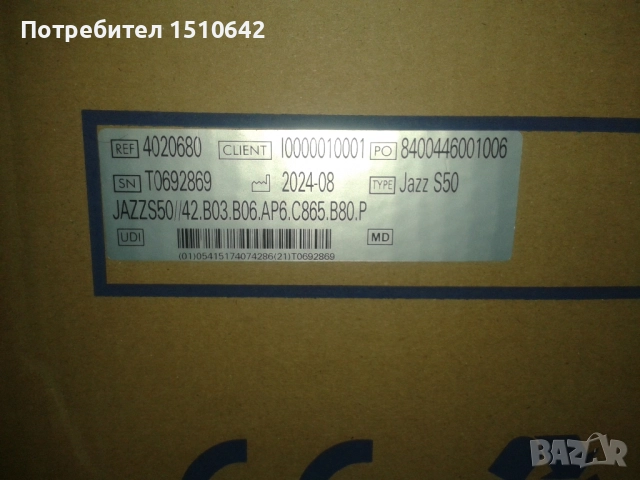 Потребител 1510642
REF 4020680 CLIENT I0000010001 PO 8400446001006
SN T0692869 2024-08 TYPE Jazz S50
JAZZS50//42.B03.B06.AP6.C865.B80.P
UDI MD
(01)05415174074286(21)T0692869
BAZAR